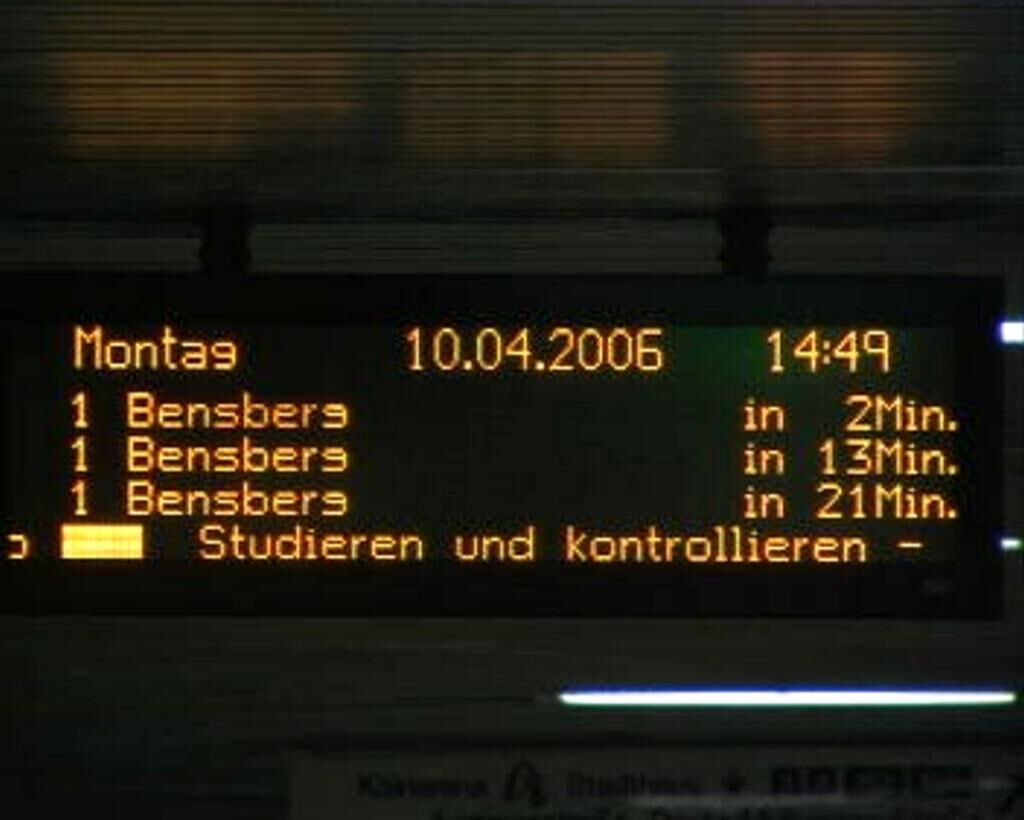 Montag 10.04.2006 14:49
1 Bensberg in 2Min.
1 Bensberg in 13Min.
1 Bensberg in 21Min.
Studieren und kontrollieren -